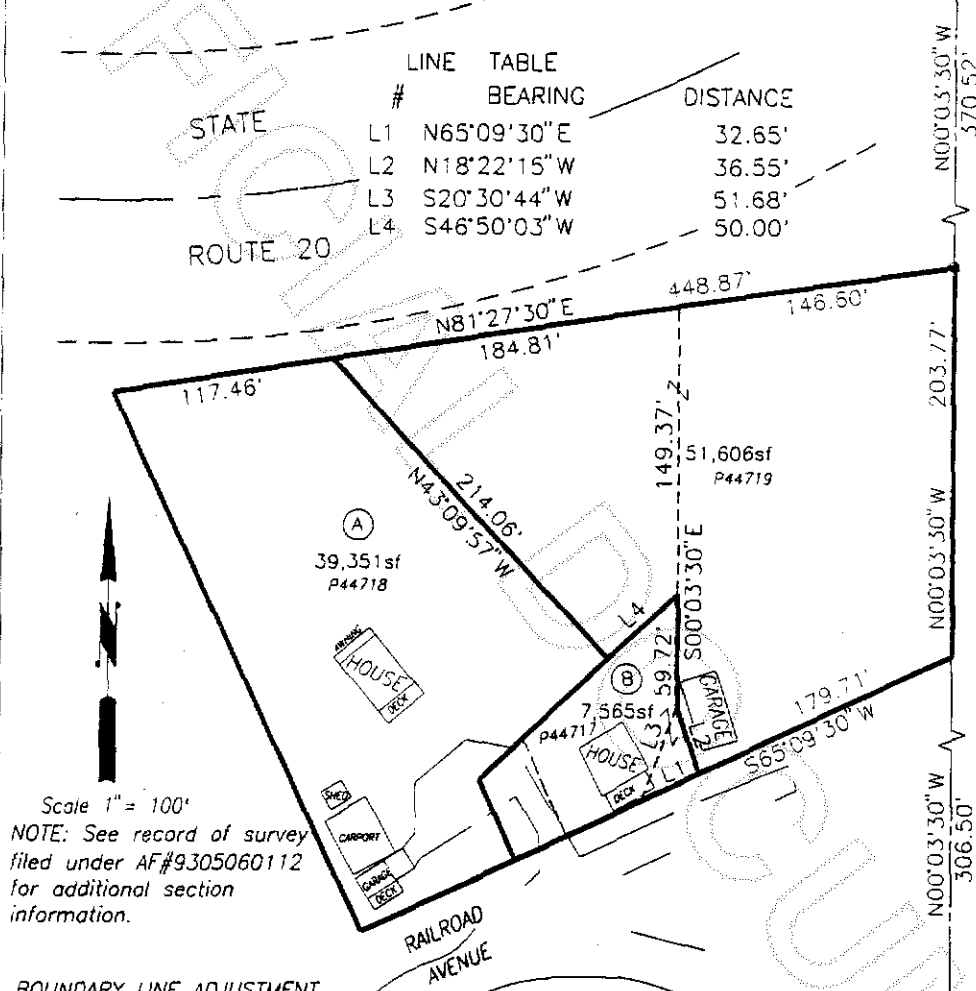 LINE TABLE
# BEARING DISTANCE
L1 N65°09'30"E 32.65'
L2 N18°22'15"W 36.55'
L3 S20°30'44"W 51.68'
L4 S46°50'03"W 50.00'
STATE
ROUTE 20
N00°03'30"W
370.52'
448.87'
N81°27'30"E
146.60'
184.81'
117.46'
203.77'
149.37'
Z
51,606sf
P44719
214.06'
N43°09'57"W
A
39,351sf
P44718
N00°03'30"W
S00°03'30"E
L4
59.72'
B
7,565sf
P44717
L3
Z
L2
L1
GARAGE
HOUSE
DECK
179.71'
S65°09'30"W
AWNING
HOUSE
DECK
N
SHED
CARPORT
GARAGE
DECK
Scale 1" = 100'
NOTE: See record of survey
filed under AF#9305060112
for additional section
information.
N00°03'30"W
306.50'
RAILROAD
AVENUE
BOUNDARY LINE ADJUSTMENT